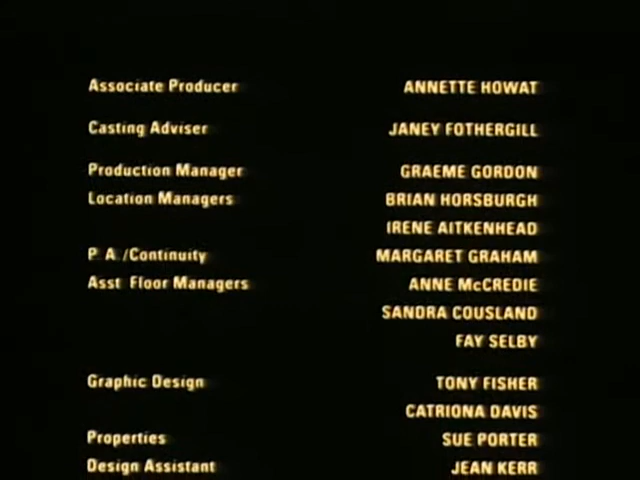 Associate Producer ANNETTE HOWAT
Casting Adviser JANEY FOTHERGILL
Production Manager GRAEME GORDON
Location Managers BRIAN HORSBURGH
IRENE AITKENHEAD
P.A./Continuity MARGARET GRAHAM
Asst Floor Managers ANNE McCREDIE
SANDRA COUSLAND
FAY SELBY
Graphic Design TONY FISHER
CATRIONA DAVIS
Properties SUE PORTER
Design Assistant JEAN KERR